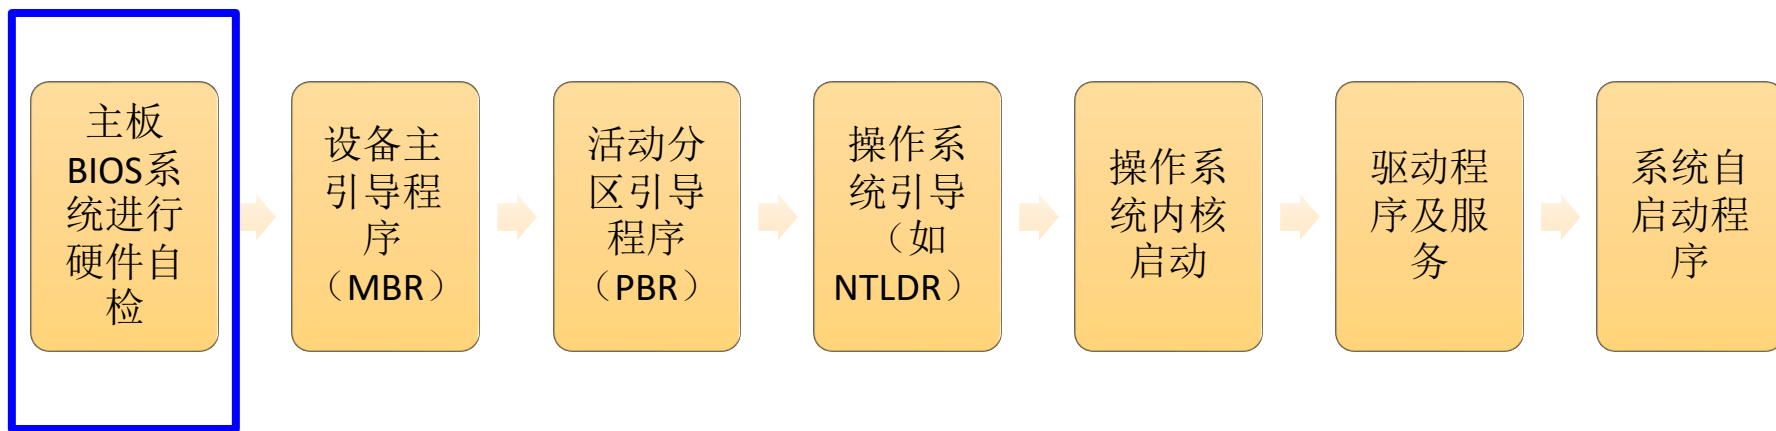 主板
BIOS系
统进行
硬件自
检
设备主
引导程
序
（MBR）
活动分
区引导
程序
（PBR）
操作系
统引导
（如
NTLDR）
操作系
统内核
启动
驱动程
序及服
务
系统自
启动程
序